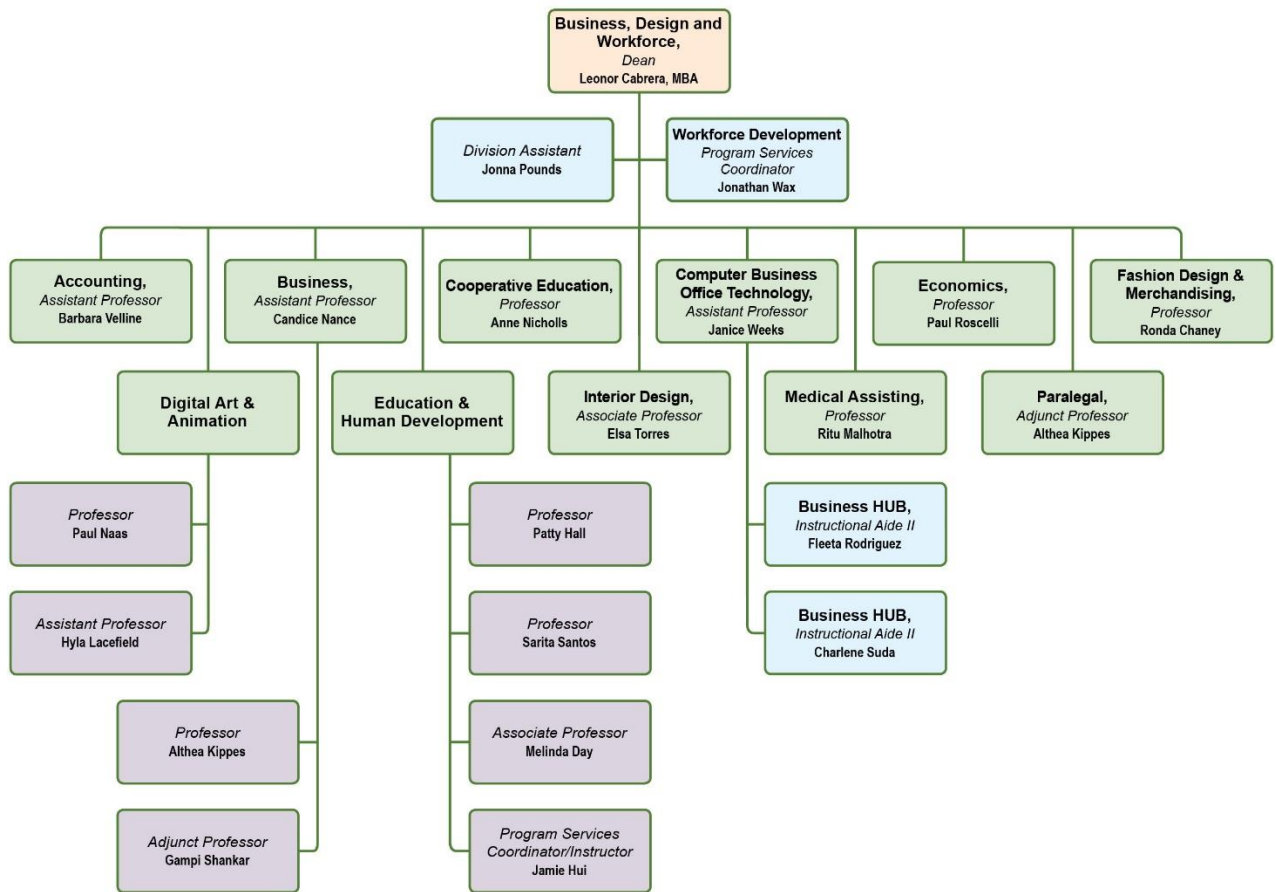 Business, Design and
Workforce,
Dean
Leonor Cabrera, MBA
Division Assistant
Jonna Pounds
Workforce Development
Program Services
Coordinator
Jonathan Wax
Accounting,
Assistant Professor
Barbara Velline
Business,
Assistant Professor
Candice Nance
Cooperative Education,
Professor
Anne Nicholls
Computer Business
Office Technology,
Assistant Professor
Janice Weeks
Economics,
Professor
Paul Roscelli
Fashion Design &
Merchandising,
Professor
Ronda Chaney
Digital Art &
Animation
Education &
Human Development
Interior Design,
Associate Professor
Elsa Torres
Medical Assisting,
Professor
Ritu Malhotra
Paralegal,
Adjunct Professor
Althea Kippes
Professor
Paul Naas
Professor
Patty Hall
Business HUB,
Instructional Aide II
Fleeta Rodriguez
Assistant Professor
Hyla Lacefield
Professor
Sarita Santos
Business HUB,
Instructional Aide II
Charlene Suda
Professor
Althea Kippes
Associate Professor
Melinda Day
Adjunct Professor
Gampi Shankar
Program Services
Coordinator/Instructor
Jamie Hui